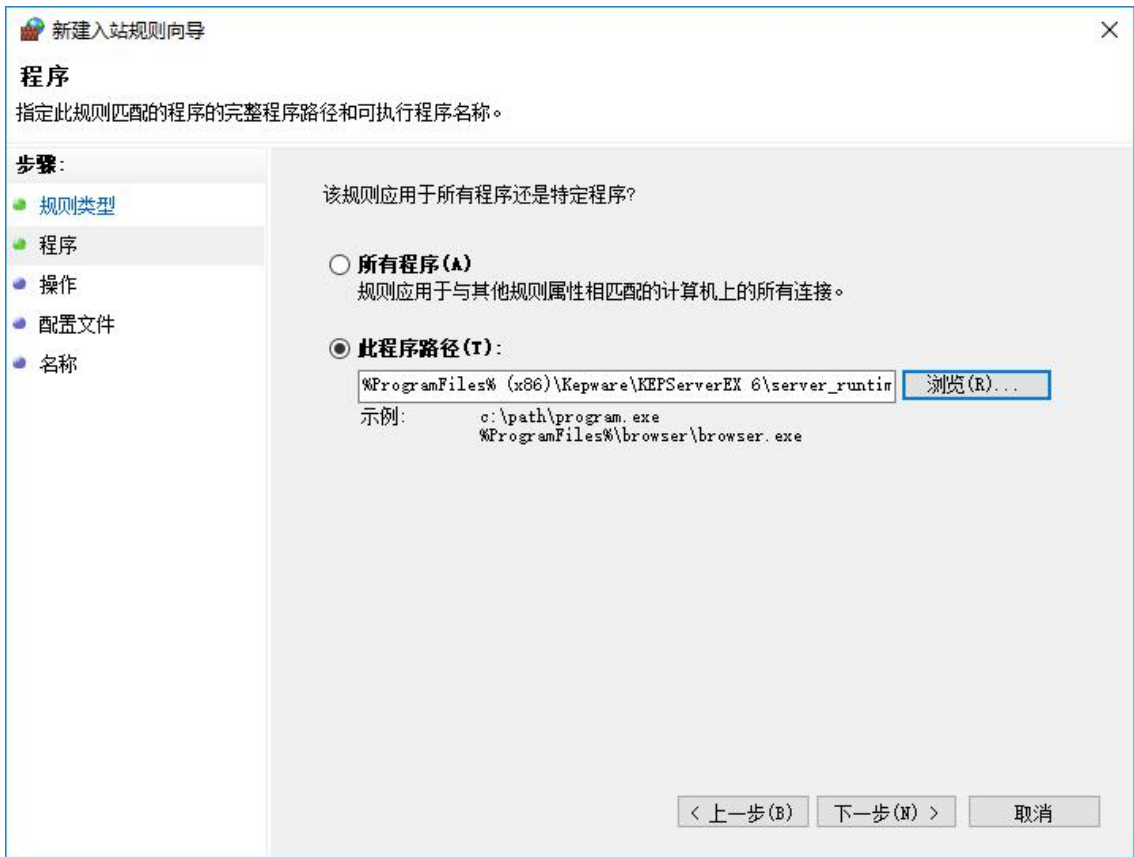 新建入站规则向导
程序
指定此规则匹配的程序的完整程序路径和可执行程序名称。
步骤:
规则类型
程序
操作
配置文件
名称
该规则应用于所有程序还是特定程序?
所有程序(A)
规则应用于与其他规则属性相匹配的计算机上的所有连接。
此程序路径(T):
%ProgramFiles% (x86)\Kepware\KEPServerEX 6\server_runtim 浏览(R)...
示例: c:\path\program.exe
%ProgramFiles%\browser\browser.exe
< 上一步(B) 下一步(N) > 取消